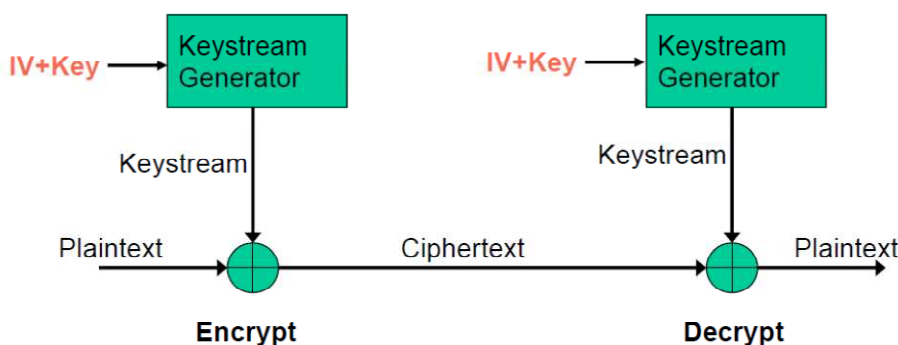 IV+Key
Keystream
Generator
IV+Key
Keystream
Generator
Keystream
Keystream
Plaintext
Ciphertext
Plaintext
Encrypt
Decrypt